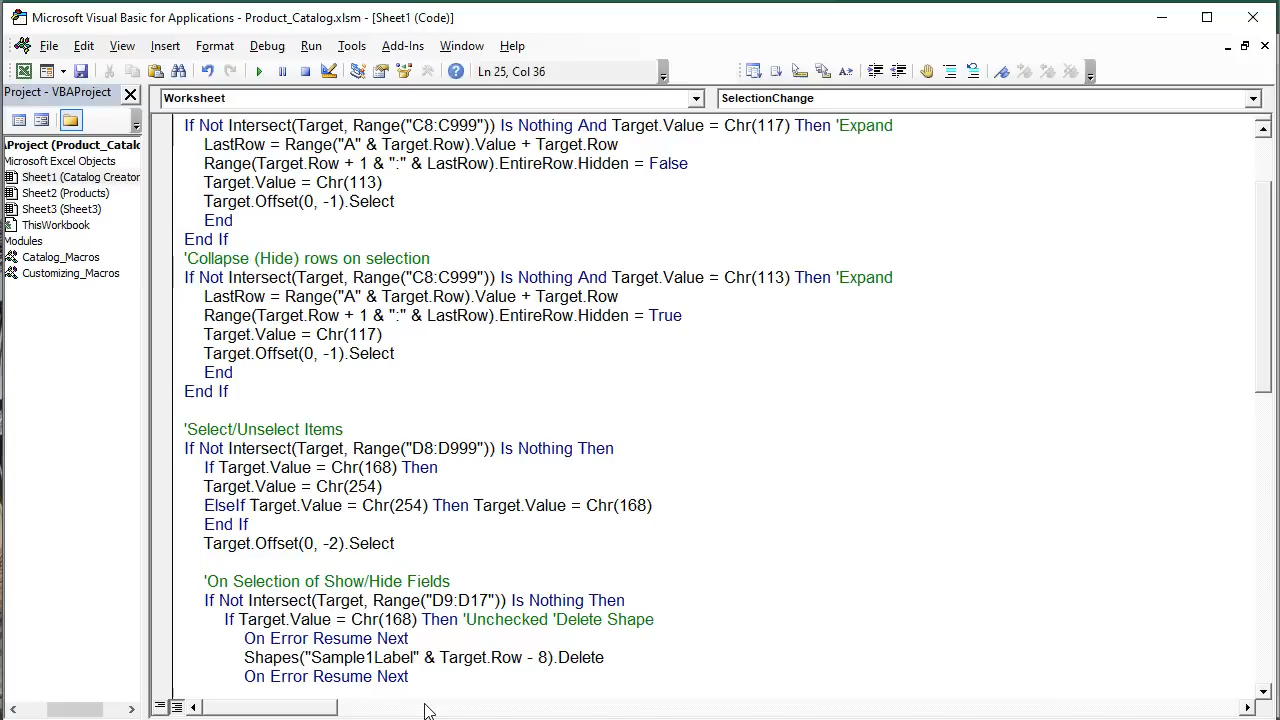 Microsoft Visual Basic for Applications - Product_Catalog.xlsm - [Sheet1 (Code)]
File Edit View Insert Format Debug Run Tools Add-Ins Window Help
Ln 25, Col 36
Project - VBAProject
Worksheet
SelectionChange
Project (Product_Catal
Microsoft Excel Objects
Sheet1 (Catalog Creator
Sheet2 (Products)
Sheet3 (Sheet3)
ThisWorkbook
Modules
Catalog_Macros
Customizing_Macros
If Not Intersect(Target, Range("C8:C999")) Is Nothing And Target.Value = Chr(117) Then 'Expand
LastRow = Range("A" & Target.Row).Value + Target.Row
Range(Target.Row + 1 & ":" & LastRow).EntireRow.Hidden = False
Target.Value = Chr(113)
Target.Offset(0, -1).Select
End
End If
'Collapse (Hide) rows on selection
If Not Intersect(Target, Range("C8:C999")) Is Nothing And Target.Value = Chr(113) Then 'Expand
LastRow = Range("A" & Target.Row).Value + Target.Row
Range(Target.Row + 1 & ":" & LastRow).EntireRow.Hidden = True
Target.Value = Chr(117)
Target.Offset(0, -1).Select
End
End If
'Select/Unselect Items
If Not Intersect(Target, Range("D8:D999")) Is Nothing Then
If Target.Value = Chr(168) Then
Target.Value = Chr(254)
ElseIf Target.Value = Chr(254) Then Target.Value = Chr(168)
End If
Target.Offset(0, -2).Select
'On Selection of Show/Hide Fields
If Not Intersect(Target, Range("D9:D17")) Is Nothing Then
If Target.Value = Chr(168) Then 'Unchecked 'Delete Shape
On Error Resume Next
Shapes("Sample1Label" & Target.Row - 8).Delete
On Error Resume Next